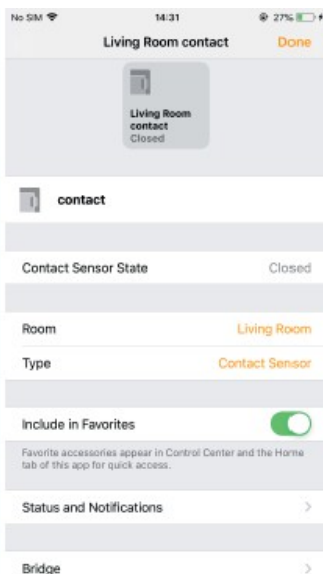 No SIM 14:31 27%
Living Room contact Done
Living Room
contact
Closed
contact
Contact Sensor State Closed
Room Living Room
Type Contact Sensor
Include in Favorites
Favorite accessories appear in Control Center and the Home
tab of this app for quick access.
Status and Notifications
Bridge